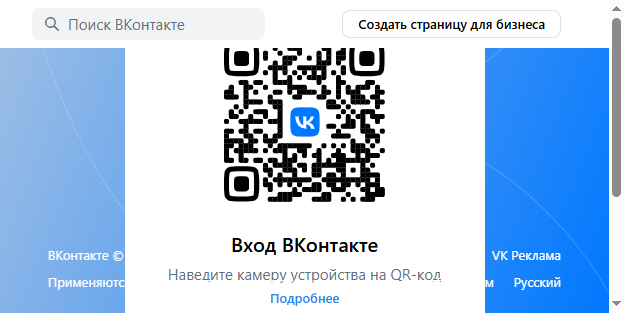 Поиск ВКонтакте
Создать страницу для бизнеса
Вход ВКонтакте
ВКонтакте ©
VK Реклама
Наведите камеру устройства на QR-код
Русский
Подробнее